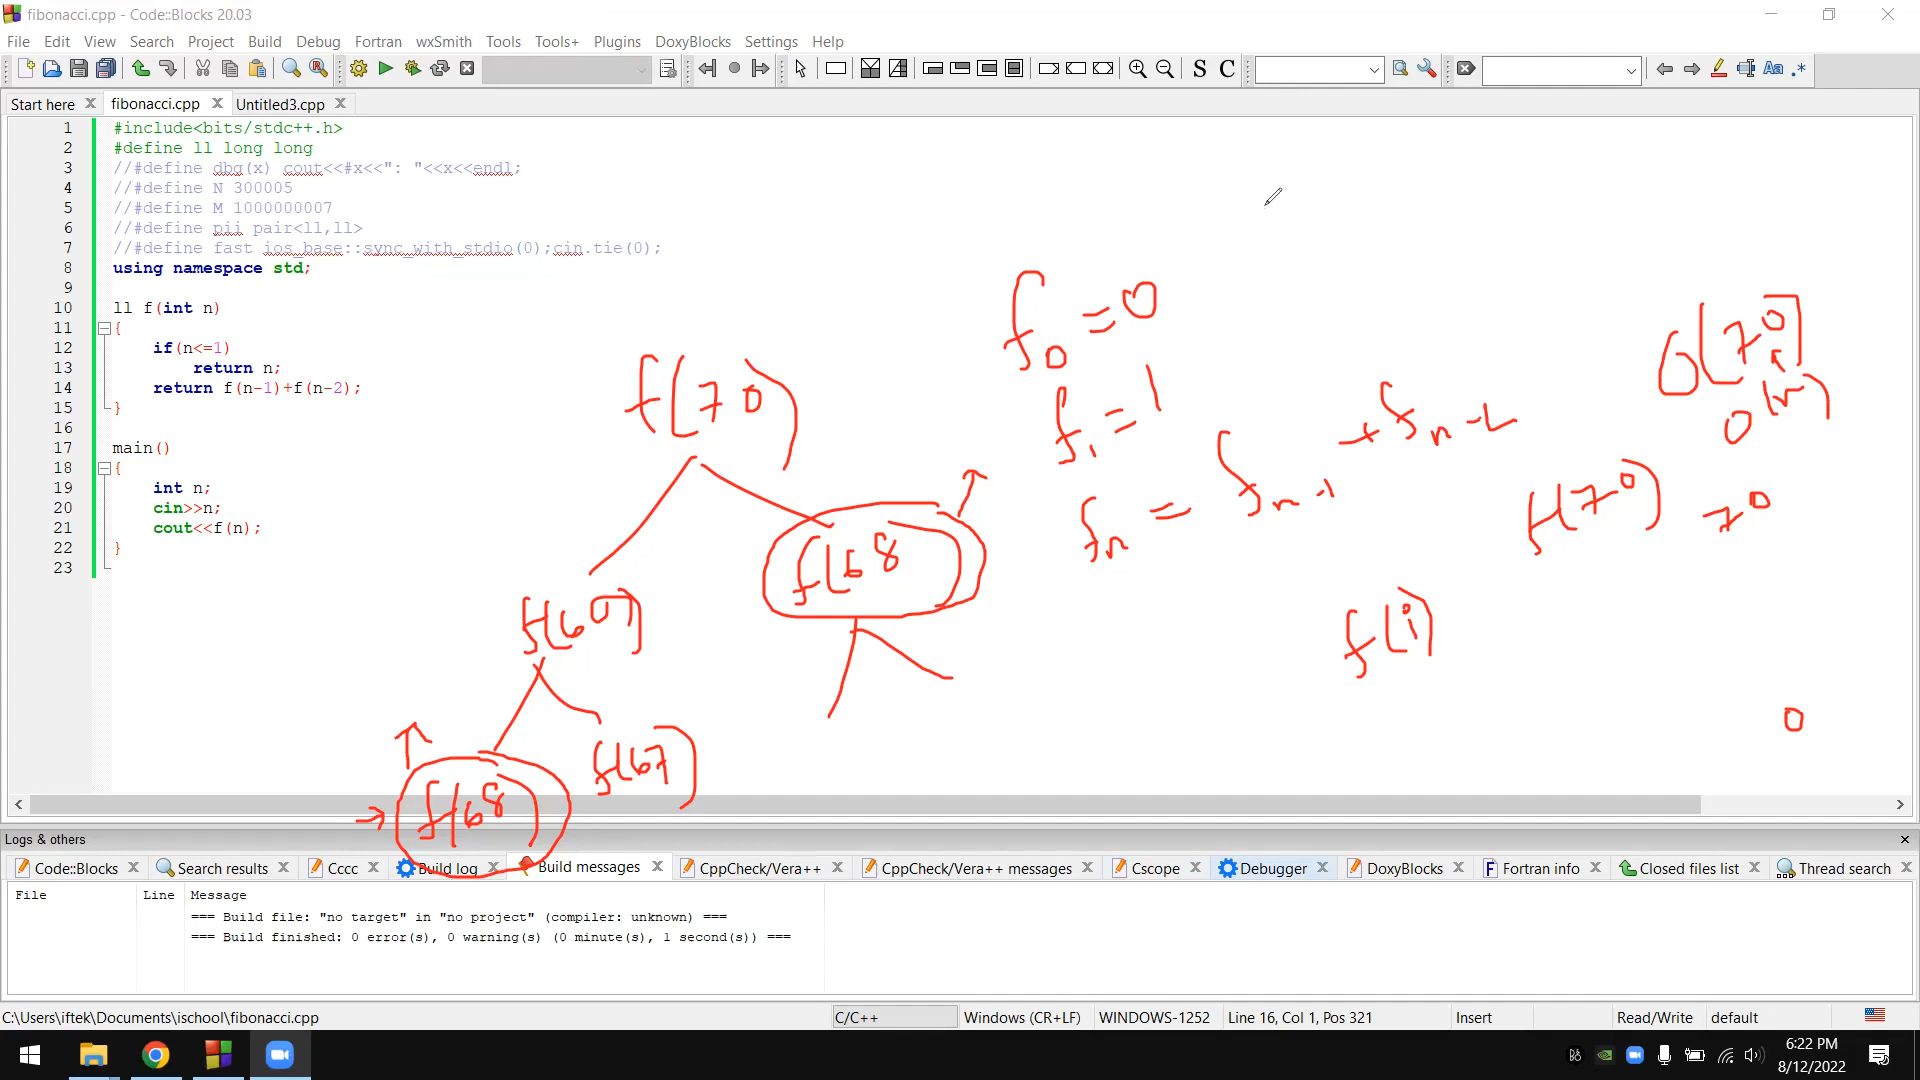 fibonacci.cpp - Code::Blocks 20.03
File Edit View Search Project Build Debug Fortran wxSmith Tools Tools+ Plugins DoxyBlocks Settings Help
S C Aa .*
Start here fibonacci.cpp Untitled3.cpp
1 #include<bits/stdc++.h>
2 #define ll long long
3 //#define dbg(x) cout<<#x<<": "<<x<<endl;
4 //#define N 300005
5 //#define M 1000000007
6 //#define pii pair<ll,ll>
7 //#define fast ios_base::sync_with_stdio(0);cin.tie(0);
8 using namespace std;
9
10 ll f(int n)
11 {
12 if(n<=1)
13 return n;
14 return f(n-1)+f(n-2);
15 }
16
17 main()
18 {
19 int n;
20 cin>>n;
21 cout<<f(n);
22 }
23
f0 = 0
f1 = 1
fn = fn-1 + fn-2
O(70)
O(n)
f(70) 70
f(i)
0
f(70)
f(69) f(68
f(68 f(67)
Logs & others
Code::Blocks Search results Cccc Build log Build messages CppCheck/Vera++ CppCheck/Vera++ messages Cscope Debugger DoxyBlocks Fortran info Closed files list Thread search
File Line Message
=== Build file: "no target" in "no project" (compiler: unknown) ===
=== Build finished: 0 error(s), 0 warning(s) (0 minute(s), 1 second(s)) ===
C:\Users\iftek\Documents\ischool\fibonacci.cpp C/C++ Windows (CR+LF) WINDOWS-1252 Line 16, Col 1, Pos 321 Insert Read/Write default
6:22 PM
8/12/2022